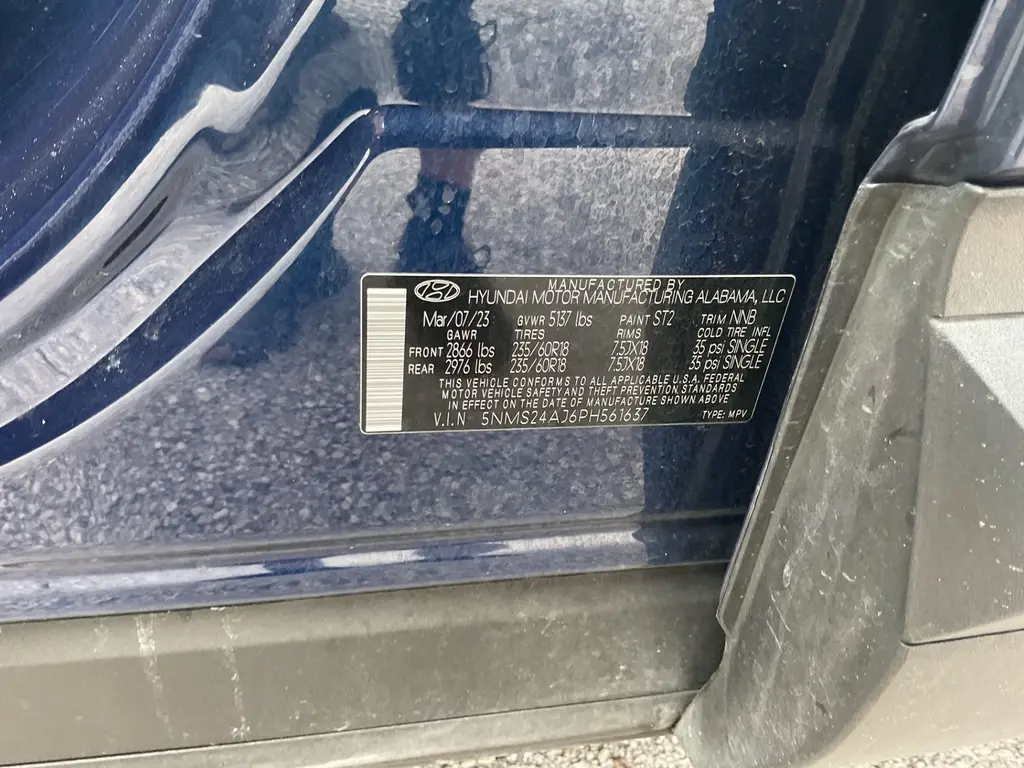 MANUFACTURED BY
HYUNDAI MOTOR MANUFACTURING ALABAMA, LLC
Mar/07/23 GVWR 5137 lbs PAINT ST2 TRIM NNB
GAWR TIRES RIMS COLD TIRE INFL
FRONT 2866 lbs 235/60R18 7.5JX18 35 psi SINGLE
REAR 2976 lbs 235/60R18 7.5JX18 35 psi SINGLE
THIS VEHICLE CONFORMS TO ALL APPLICABLE U.S.A. FEDERAL
MOTOR VEHICLE SAFETY AND THEFT PREVENTION STANDARDS
IN EFFECT ON THE DATE OF MANUFACTURE SHOWN ABOVE
V.I.N 5NMS24AJ6PH561637 TYPE: MPV